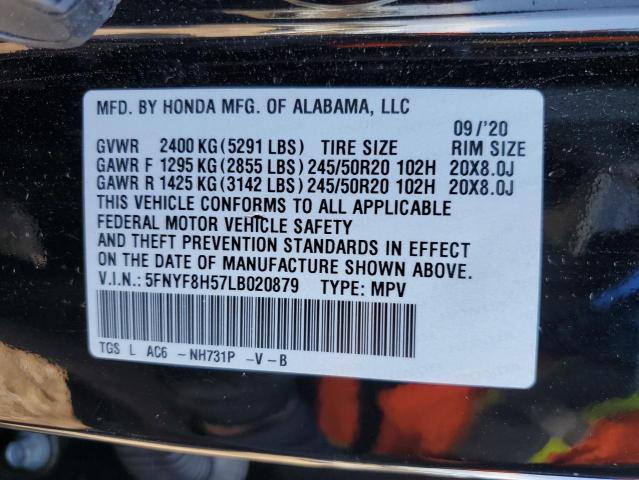 MFD. BY HONDA MFG. OF ALABAMA, LLC
09/'20
GVWR 2400 KG (5291 LBS) TIRE SIZE RIM SIZE
GAWR F 1295 KG (2855 LBS) 245/50R20 102H 20X8.0J
GAWR R 1425 KG (3142 LBS) 245/50R20 102H 20X8.0J
THIS VEHICLE CONFORMS TO ALL APPLICABLE
FEDERAL MOTOR VEHICLE SAFETY
AND THEFT PREVENTION STANDARDS IN EFFECT
ON THE DATE OF MANUFACTURE SHOWN ABOVE.
V.I.N.: 5FNYF8H57LB020879 TYPE: MPV
TGS L AC6 - NH731P -V-B